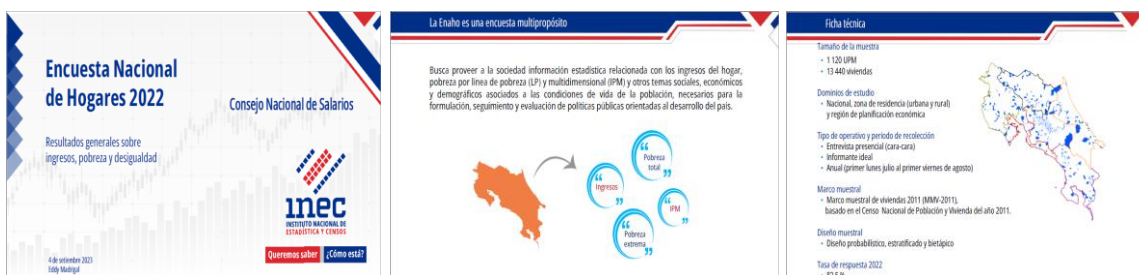 Encuesta Nacional
de Hogares 2022
Consejo Nacional de Salarios
Resultados generales sobre
ingresos, pobreza y desigualdad
inec
INSTITUTO NACIONAL DE
ESTADÍSTICA Y CENSOS
Queremos saber ¿Cómo está?
4 de setiembre 2023
Eddy Madrigal
La Enaho es una encuesta multipropósito
Busca proveer a la sociedad información estadística relacionada con los ingresos del hogar,
pobreza por línea de pobreza (LP) y multidimensional (IPM) y otros temas sociales, económicos
y demográficos asociados a las condiciones de vida de la población, necesarios para la
formulación, seguimiento y evaluación de políticas públicas orientadas al desarrollo del país.
Pobreza
total
Ingresos
IPM
Pobreza
extrema
Ficha técnica
Tamaño de la muestra
• 1 120 UPM
• 13 440 viviendas
Dominios de estudio
• Nacional, zona de residencia (urbana y rural)
y región de planificación económica
Tipo de operativo y periodo de recolección
• Entrevista presencial (cara-cara)
• Informante ideal
• Anual (primer lunes julio al primer viernes de agosto)
Marco muestral
• Marco muestral de viviendas 2011 (MMV-2011),
basado en el Censo Nacional de Población y Vivienda del año 2011.
Diseño muestral
• Diseño probabilístico, estratificado y bietápico
Tasa de respuesta 2022